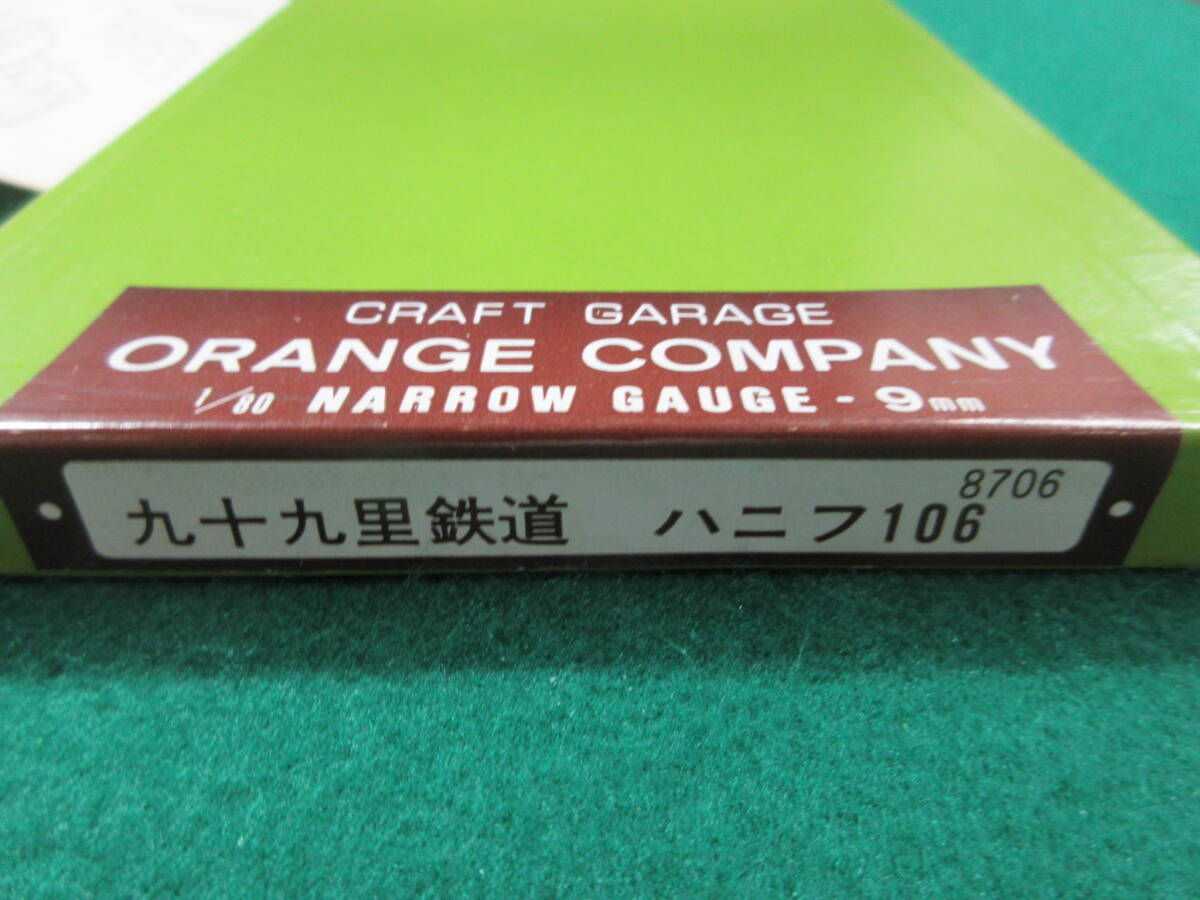 CRAFT GARAGE
ORANGE COMPANY
1/80 NARROW GAUGE - 9mm
8706
九十九里鉄道 ハニフ106